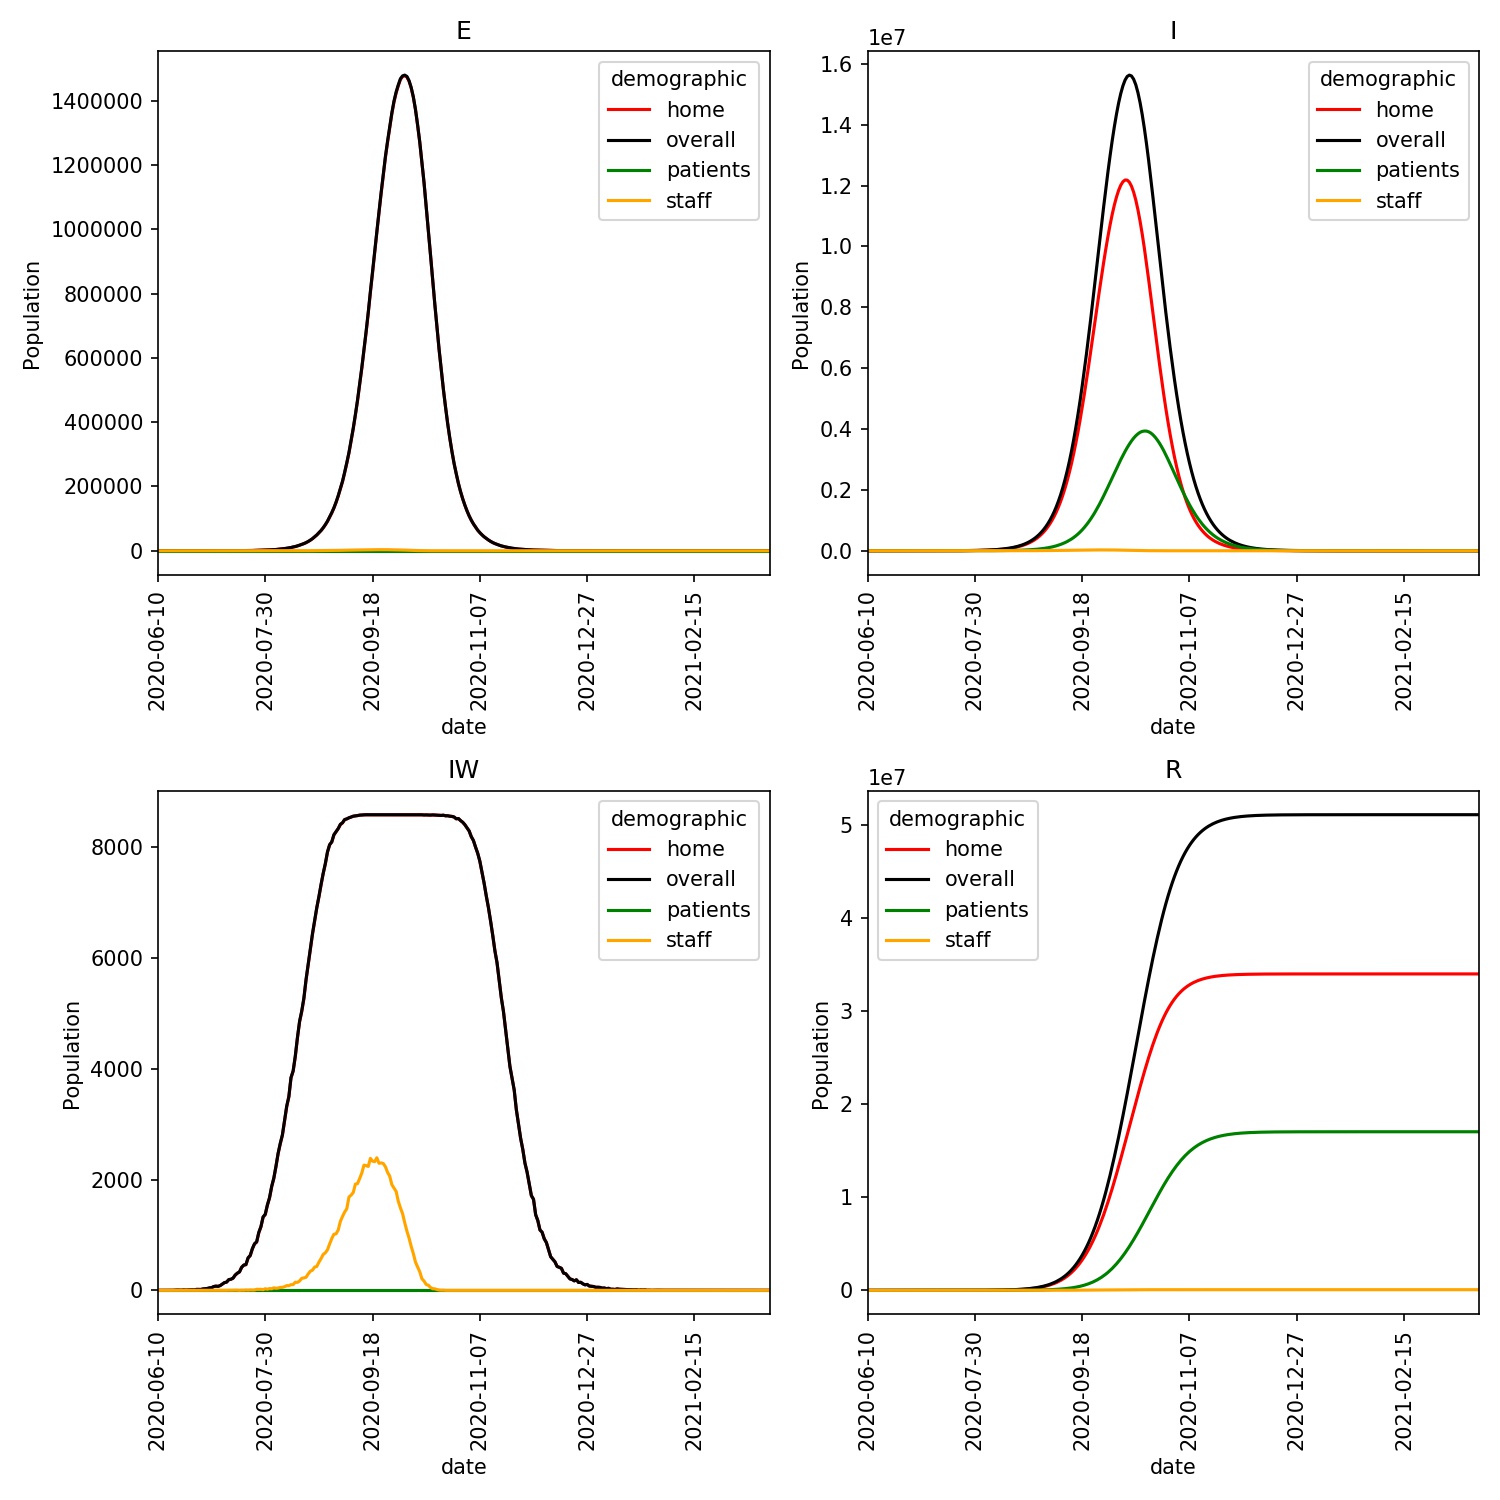 E
1400000
1200000
1000000
800000
600000
400000
200000
0
Population
demographic
home
overall
patients
staff
2020-06-10
2020-07-30
2020-09-18
2020-11-07
2020-12-27
2021-02-15
date
I
1e7
1.6
1.4
1.2
1.0
0.8
0.6
0.4
0.2
0.0
Population
demographic
home
overall
patients
staff
2020-06-10
2020-07-30
2020-09-18
2020-11-07
2020-12-27
2021-02-15
date
IW
8000
6000
4000
2000
0
Population
demographic
home
overall
patients
staff
2020-06-10
2020-07-30
2020-09-18
2020-11-07
2020-12-27
2021-02-15
date
R
1e7
5
4
3
2
1
0
Population
demographic
home
overall
patients
staff
2020-06-10
2020-07-30
2020-09-18
2020-11-07
2020-12-27
2021-02-15
date